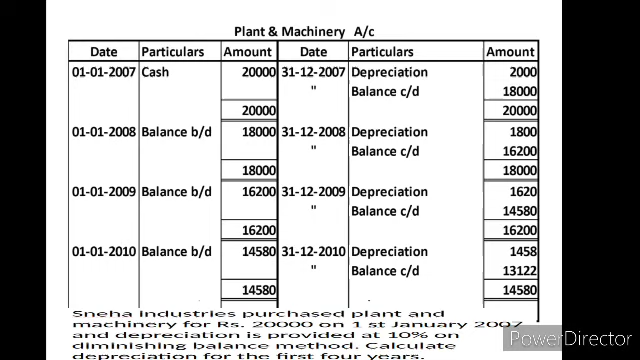 Plant & Machinery A/c
Date Particulars Amount Date Particulars Amount
01-01-2007 Cash 20000 31-12-2007 Depreciation 2000
" Balance c/d 18000
20000 20000
01-01-2008 Balance b/d 18000 31-12-2008 Depreciation 1800
" Balance c/d 16200
18000 18000
01-01-2009 Balance b/d 16200 31-12-2009 Depreciation 1620
" Balance c/d 14580
16200 16200
01-01-2010 Balance b/d 14580 31-12-2010 Depreciation 1458
" Balance c/d 13122
14580 14580
Sneha industries purchased plant and
machinery for Rs. 20000 on 1 st January 2007
and depreciation is provided at 10% on
diminishing balance method. Calculate
depreciation for the first four years.
PowerDirector